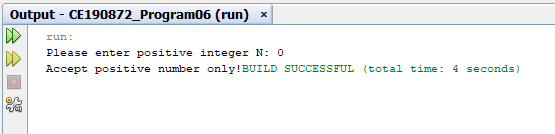 Output - CE190872_Program06 (run) ×
run:
Please enter positive integer N: 0
Accept positive number only!BUILD SUCCESSFUL (total time: 4 seconds)